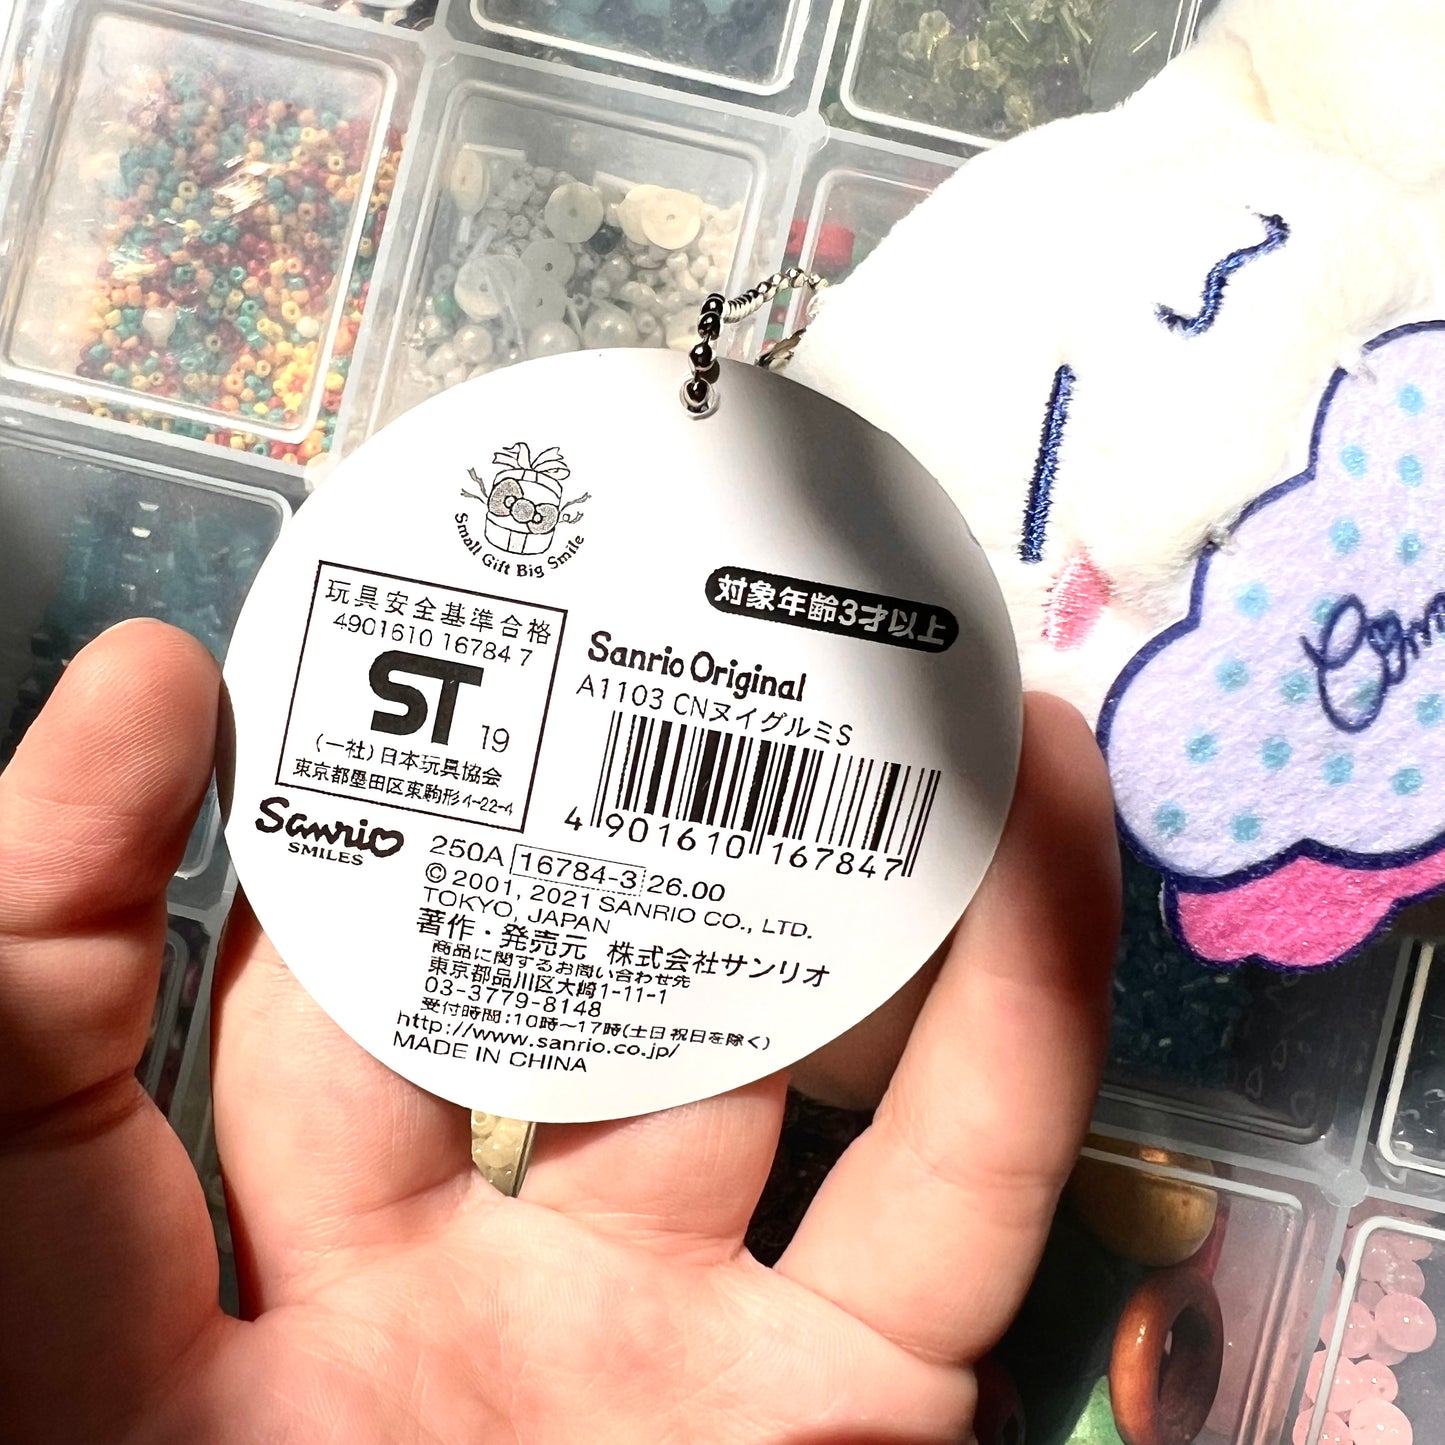 Small Gift Big Smile
対象年齢3才以上
玩具安全基準合格
4901610 16784 7
ST 19
(一社)日本玩具協会
東京都墨田区東駒形4-22-4
Sanrio Original
A1103 CNヌイグルミS
4 901610 167847
Sanrio
SMILES
250A 16784-3 26.00
© 2001, 2021 SANRIO CO., LTD.
TOKYO, JAPAN
著作・発売元 株式会社サンリオ
商品に関するお問い合わせ先
東京都品川区大崎1-11-1
03-3779-8148
受付時間:10時〜17時(土日祝日を除く)
http://www.sanrio.co.jp/
MADE IN CHINA